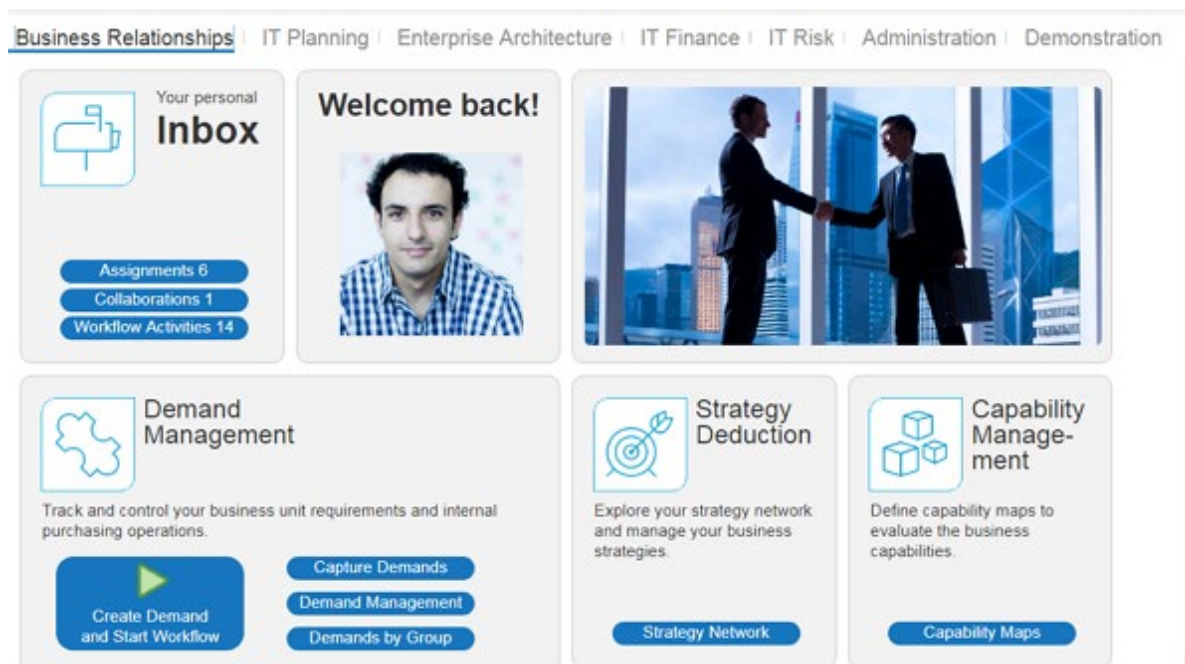 Business Relationships IT Planning Enterprise Architecture IT Finance IT Risk Administration Demonstration
Your personal
Inbox
Assignments 6
Collaborations 1
Workflow Activities 14
Welcome back!
Demand
Management
Track and control your business unit requirements and internal
purchasing operations.
Create Demand
and Start Workflow
Capture Demands
Demand Management
Demands by Group
Strategy
Deduction
Explore your strategy network
and manage your business
strategies.
Strategy Network
Capability
Manage-
ment
Define capability maps to
evaluate the business
capabilities.
Capability Maps